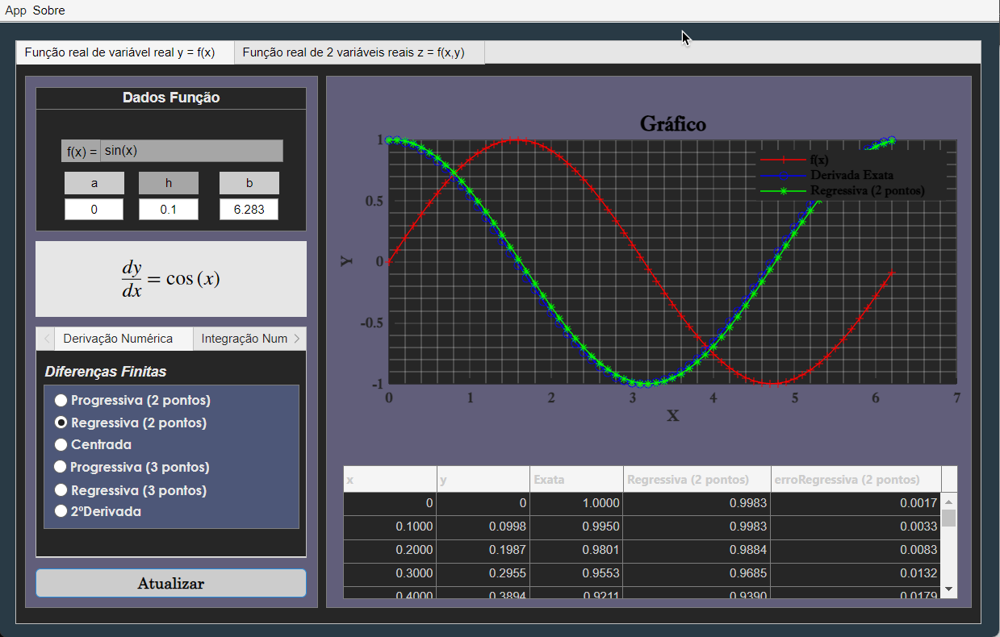 App Sobre
Função real de variável real y = f(x) Função real de 2 variáveis reais z = f(x,y)
Dados Função
f(x) = sin(x)
a h b
0 0.1 6.283
dy/dx = cos (x)
Derivação Numérica Integração Num
Diferenças Finitas
Progressiva (2 pontos)
Regressiva (2 pontos)
Centrada
Progressiva (3 pontos)
Regressiva (3 pontos)
2ºDerivada
Atualizar
Gráfico
1
0.5
0
-0.5
-1
Y
0 1 2 3 4 5 6 7
X
f(x)
Derivada Exata
Regressiva (2 pontos)
x y Exata Regressiva (2 pontos) erroRegressiva (2 pontos)
0 0 1.0000 0.9983 0.0017
0.1000 0.0998 0.9950 0.9983 0.0033
0.2000 0.1987 0.9801 0.9884 0.0083
0.3000 0.2955 0.9553 0.9685 0.0132
0.4000 0.3894 0.9211 0.9390 0.0179